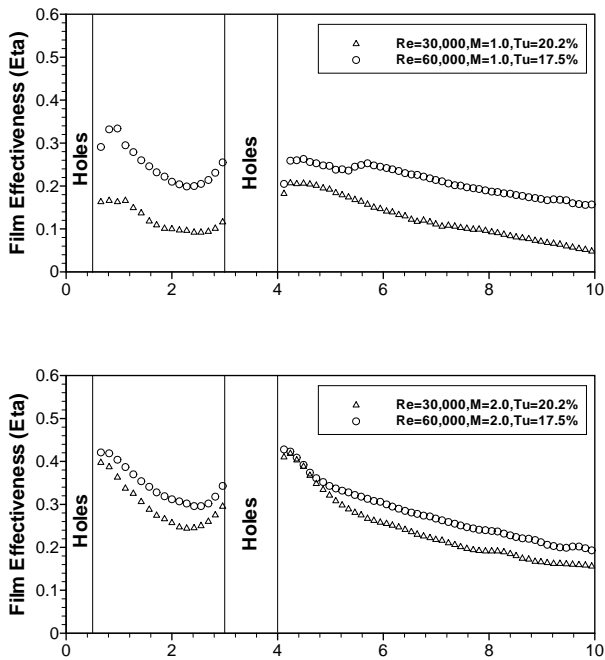 Film Effectiveness (Eta)
0.6
0.5
0.4
0.3
0.2
0.1
0
Re=30,000,M=1.0,Tu=20.2%
Re=60,000,M=1.0,Tu=17.5%
Holes
Holes
0 2 4 6 8 10
Film Effectiveness (Eta)
0.6
0.5
0.4
0.3
0.2
0.1
0
Re=30,000,M=2.0,Tu=20.2%
Re=60,000,M=2.0,Tu=17.5%
Holes
Holes
0 2 4 6 8 10